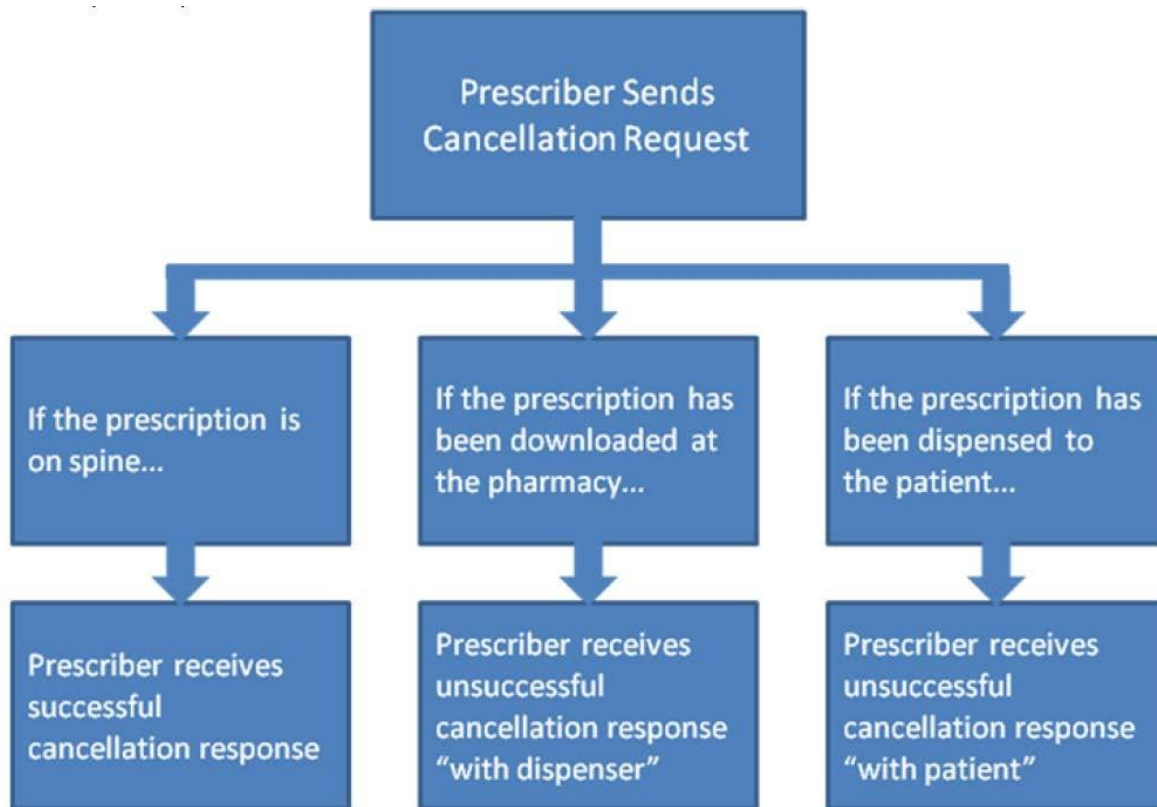 Prescriber Sends
Cancellation Request
If the prescription is
on spine...
If the prescription has
been downloaded at
the pharmacy...
If the prescription has
been dispensed to
the patient...
Prescriber receives
successful
cancellation response
Prescriber receives
unsuccessful
cancellation response
“with dispenser”
Prescriber receives
unsuccessful
cancellation response
“with patient”